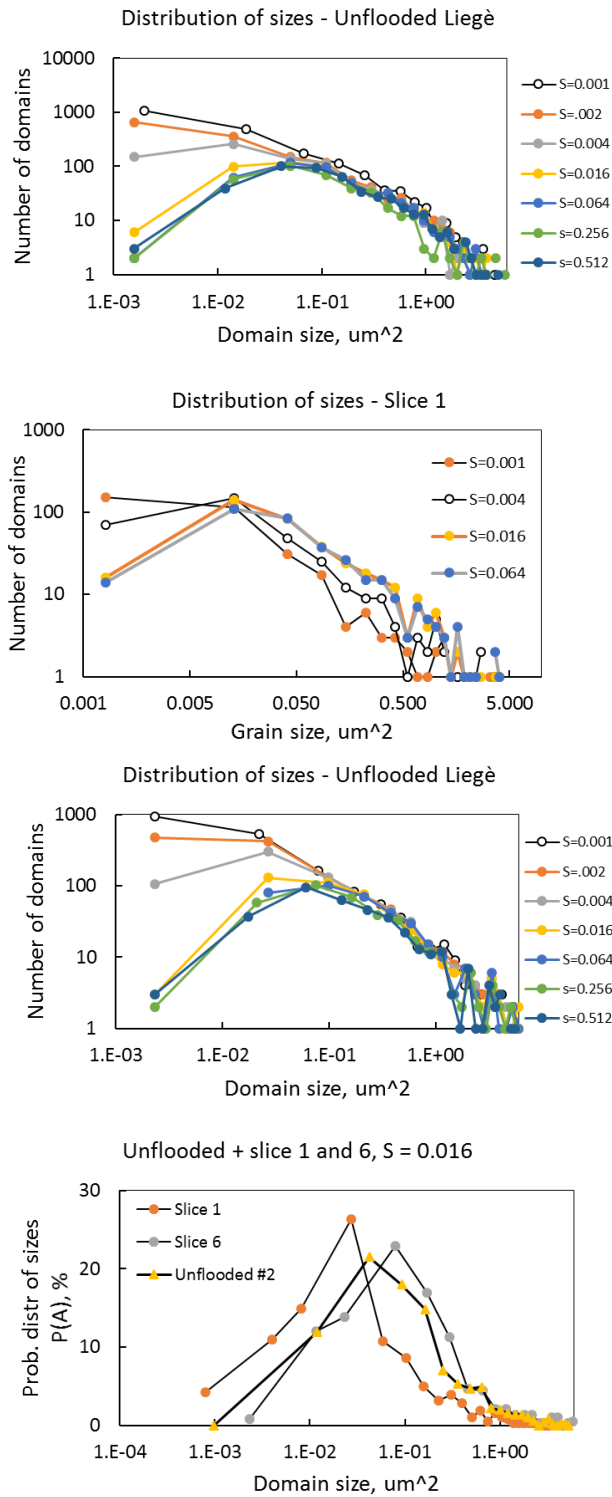 Distribution of sizes - Unflooded Liegè
Number of domains
10000
1000
100
10
1
1.E-03 1.E-02 1.E-01 1.E+00
Domain size, um^2
S=0.001
S=.002
S=0.004
S=0.016
S=0.064
s=0.256
s=0.512
Distribution of sizes - Slice 1
Number of domains
1000
100
10
1
0.001 0.005 0.050 0.500 5.000
Grain size, um^2
S=0.001
S=0.004
S=0.016
S=0.064
Distribution of sizes - Unflooded Liegè
Number of domains
1000
100
10
1
1.E-03 1.E-02 1.E-01 1.E+00
Domain size, um^2
S=0.001
S=.002
S=0.004
S=0.016
S=0.064
s=0.256
s=0.512
Unflooded + slice 1 and 6, S = 0.016
Prob. distr of sizes
P(A), %
30
20
10
0
1.E-04 1.E-03 1.E-02 1.E-01 1.E+00
Domain size, um^2
Slice 1
Slice 6
Unflooded #2